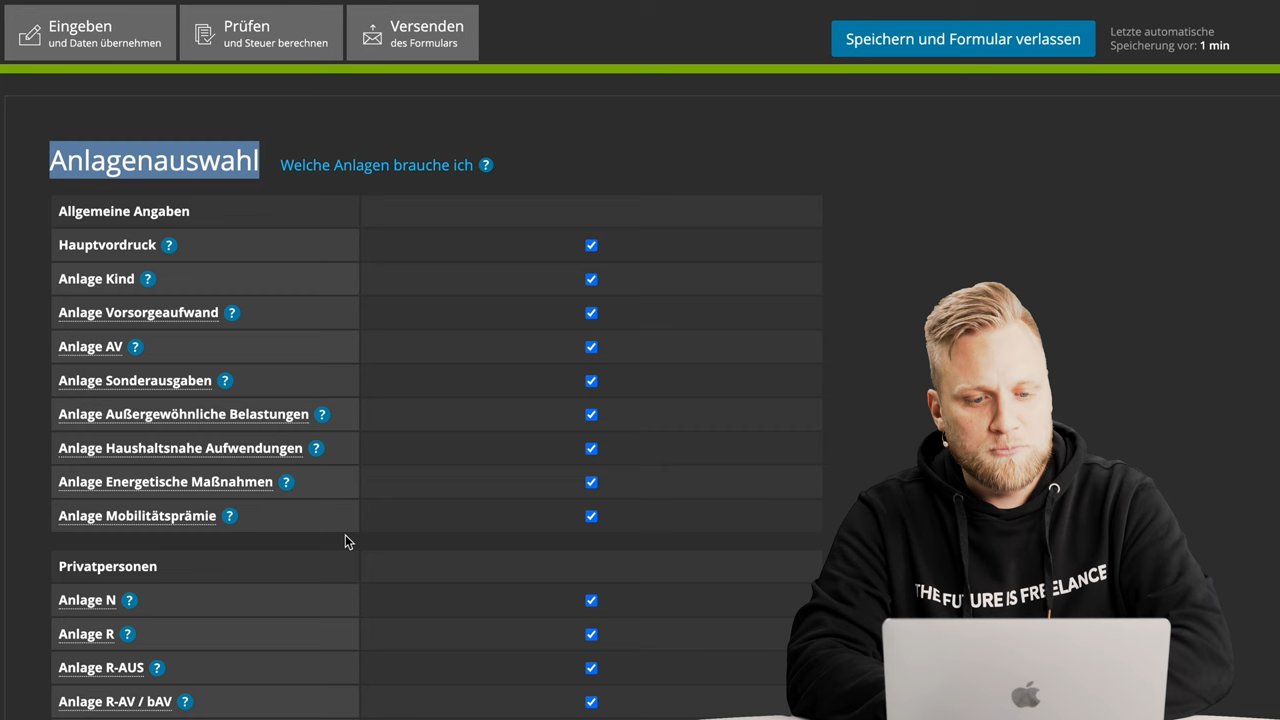 Eingeben
und Daten übernehmen
Prüfen
und Steuer berechnen
Versenden
des Formulars
Speichern und Formular verlassen
Letzte automatische
Speicherung vor: 1 min
Anlagenauswahl
Welche Anlagen brauche ich ?
Allgemeine Angaben
Hauptvordruck ?
Anlage Kind ?
Anlage Vorsorgeaufwand ?
Anlage AV ?
Anlage Sonderausgaben ?
Anlage Außergewöhnliche Belastungen ?
Anlage Haushaltsnahe Aufwendungen ?
Anlage Energetische Maßnahmen ?
Anlage Mobilitätsprämie ?
Privatpersonen
Anlage N ?
Anlage R ?
Anlage R-AUS ?
Anlage R-AV / bAV ?
THE FUTURE IS FREELANCE